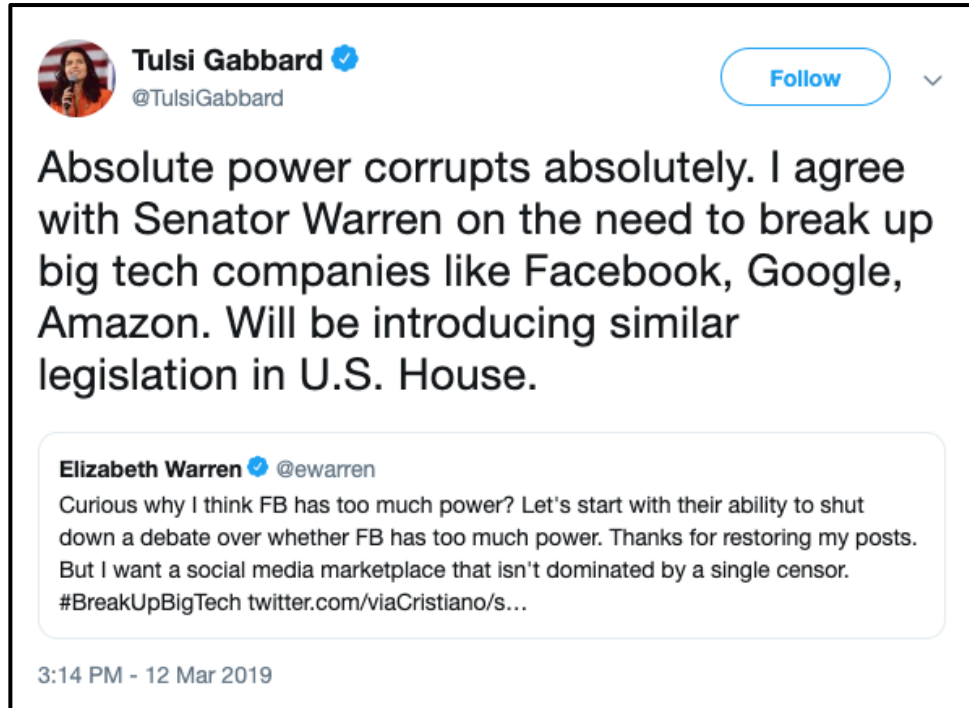 Tulsi Gabbard
@TulsiGabbard
Follow
Absolute power corrupts absolutely. I agree
with Senator Warren on the need to break up
big tech companies like Facebook, Google,
Amazon. Will be introducing similar
legislation in U.S. House.
Elizabeth Warren @ewarren
Curious why I think FB has too much power? Let's start with their ability to shut
down a debate over whether FB has too much power. Thanks for restoring my posts.
But I want a social media marketplace that isn't dominated by a single censor.
#BreakUpBigTech twitter.com/viaCristiano/s...
3:14 PM - 12 Mar 2019